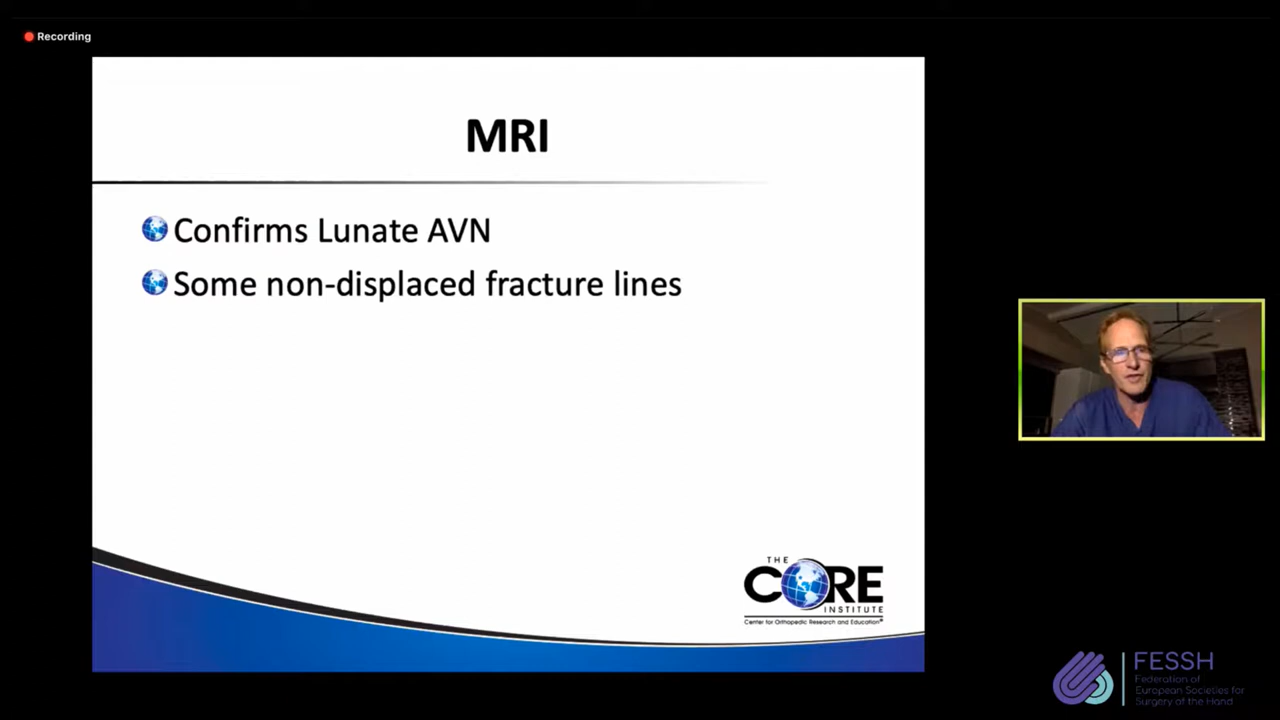 Recording
MRI
Confirms Lunate AVN
Some non-displaced fracture lines
THE
CORE
INSTITUTE
Center for Orthopedic Research and Education®
FESSH
Federation of
European Societies for
Surgery of the Hand